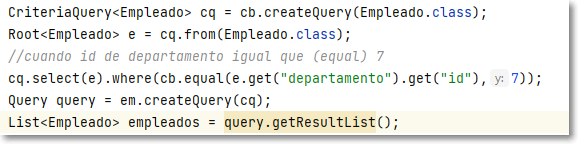 CriteriaQuery<Empleado> cq = cb.createQuery(Empleado.class);
Root<Empleado> e = cq.from(Empleado.class);
//cuando id de departamento igual que (equal) 7
cq.select(e).where(cb.equal(e.get("departamento").get("id"), y: 7));
Query query = em.createQuery(cq);
List<Empleado> empleados = query.getResultList();